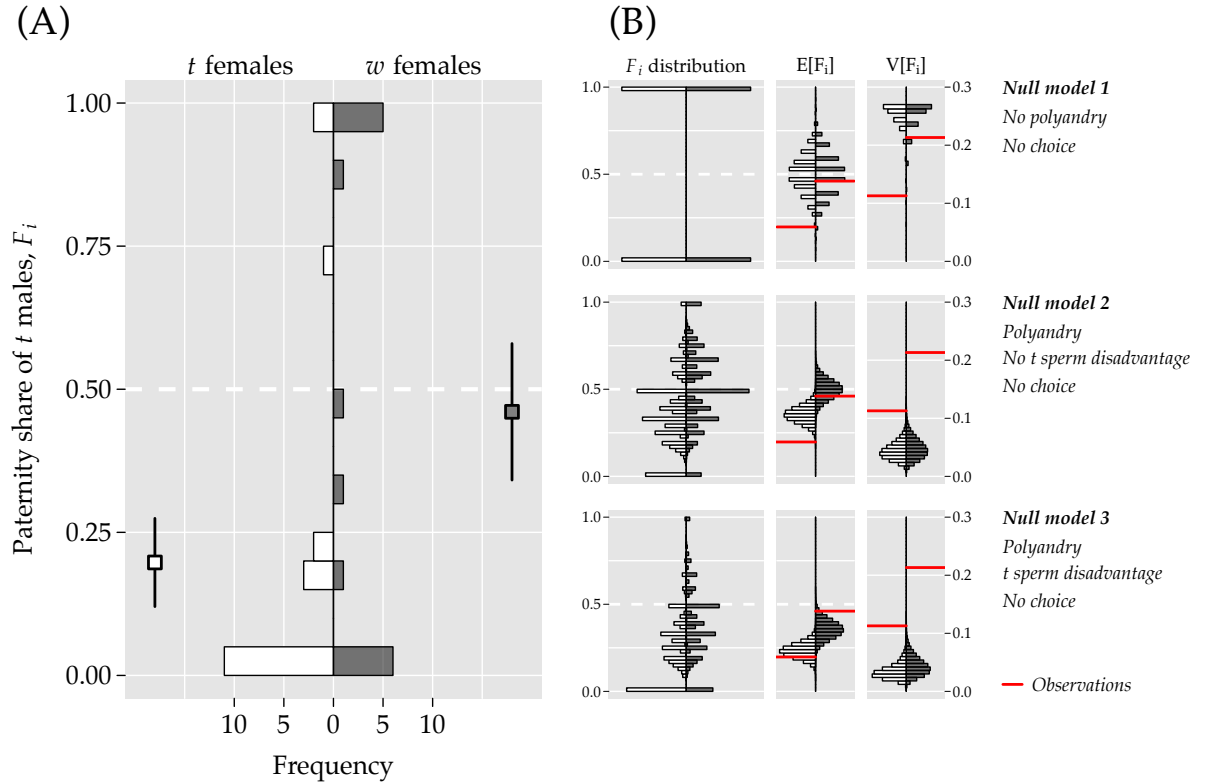 (A)
t females
w females
Paternity share of t males, F_i
1.00
0.75
0.50
0.25
0.00
10 5 0 5 10
Frequency
(B)
F_i distribution
E[F_i]
V[F_i]
1.0
0.5
0.0
0.3
0.2
0.1
0.0
Null model 1
No polyandry
No choice
1.0
0.5
0.0
0.3
0.2
0.1
0.0
Null model 2
Polyandry
No t sperm disadvantage
No choice
1.0
0.5
0.0
0.3
0.2
0.1
0.0
Null model 3
Polyandry
t sperm disadvantage
No choice
Observations